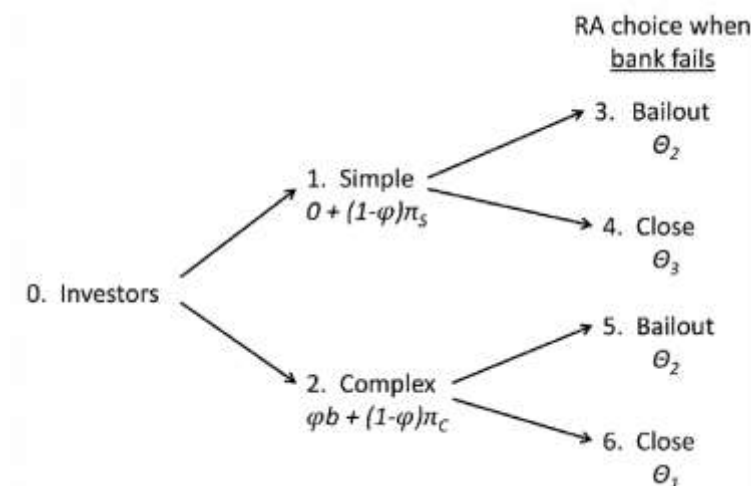 RA choice when
bank fails
3. Bailout
Θ2
1. Simple
0 + (1-φ)πS
4. Close
Θ3
0. Investors
5. Bailout
Θ2
2. Complex
φb + (1-φ)πC
6. Close
Θ1